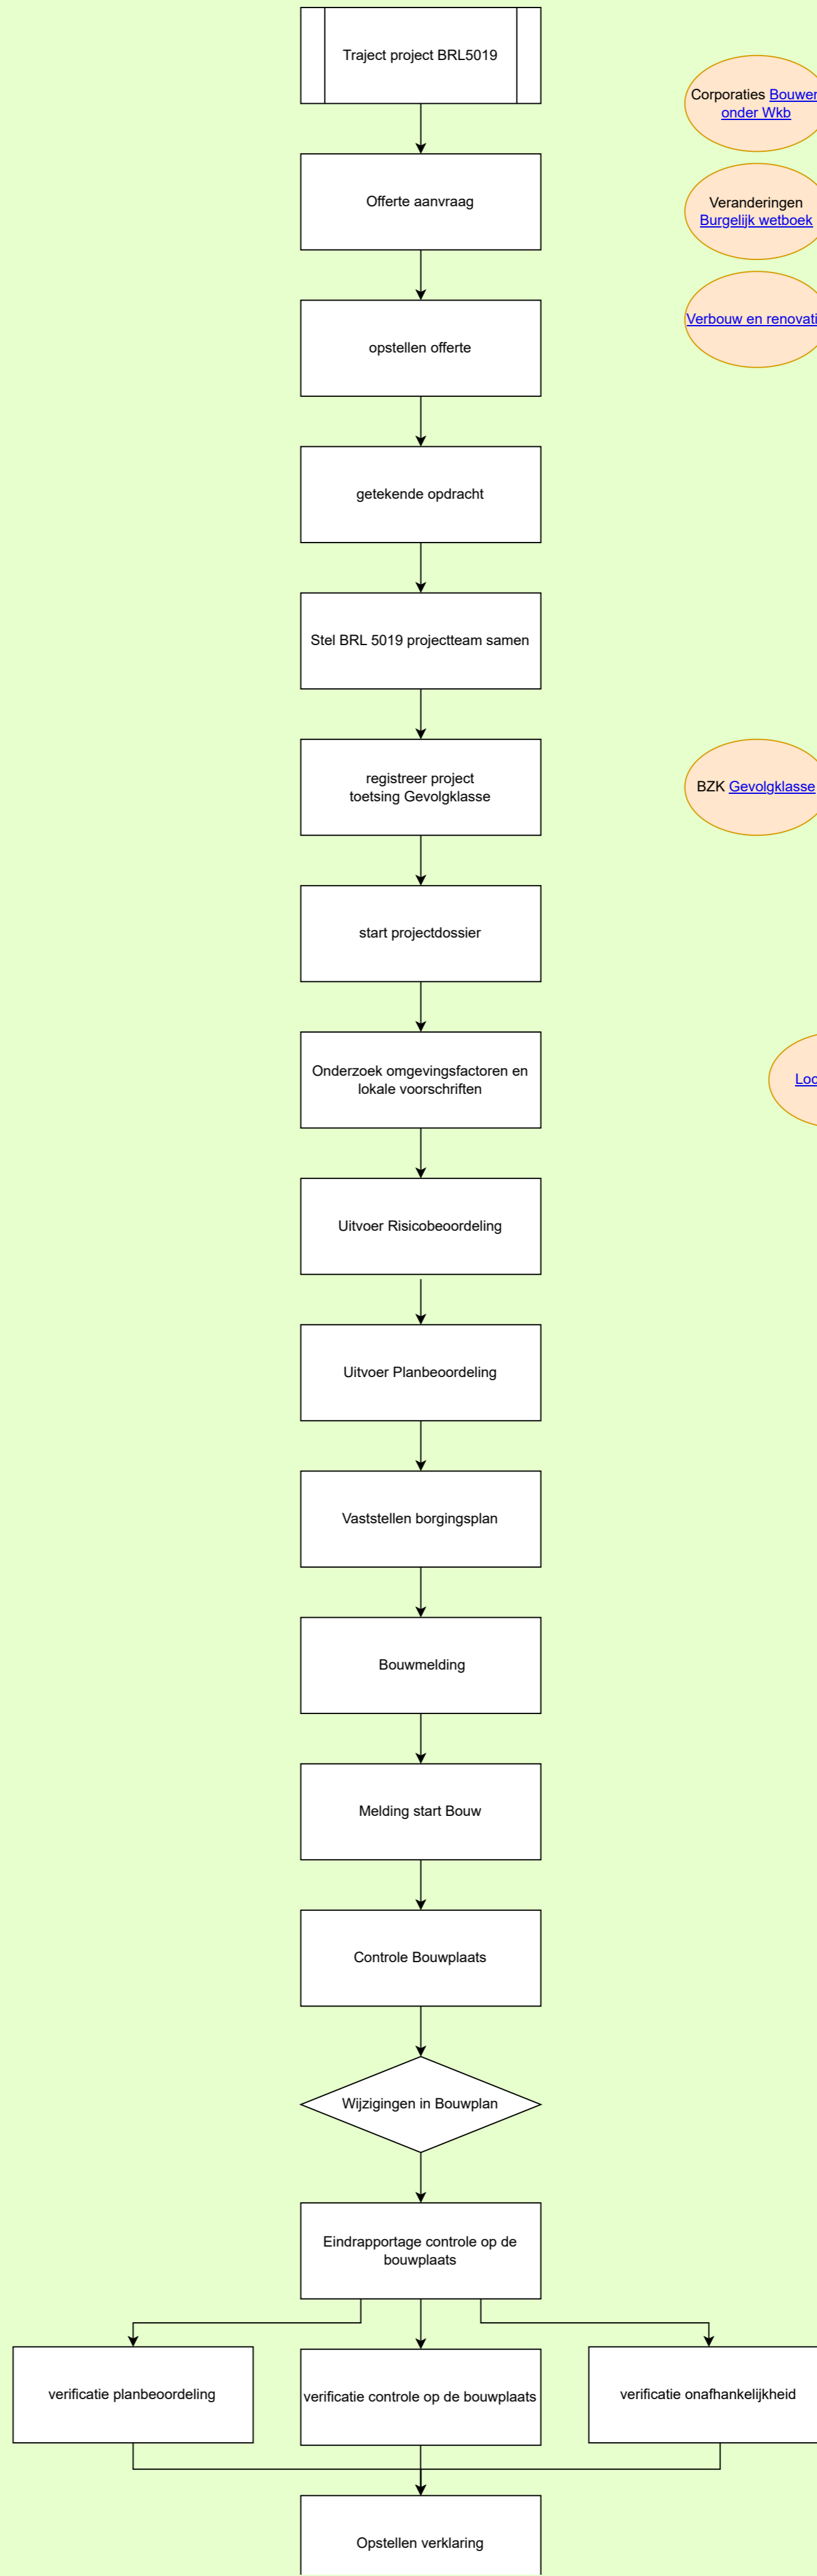 Traject project BRL5019
Corporaties Bouwen
onder Wkb
Offerte aanvraag
Veranderingen
Burgelijk wetboek
opstellen offerte
Verbouw en renovati
getekende opdracht
Stel BRL 5019 projectteam samen
registreer project
toetsing Gevolgklasse
BZK Gevolgklasse
start projectdossier
Onderzoek omgevingsfactoren en
lokale voorschriften
Uitvoer Risicobeoordeling
Uitvoer Planbeoordeling
Vaststellen borgingsplan
Bouwmelding
Melding start Bouw
Controle Bouwplaats
Wijzigingen in Bouwplan
Eindrapportage controle op de
bouwplaats
verificatie planbeoordeling
verificatie controle op de bouwplaats
verificatie onafhankelijkheid
Opstellen verklaring